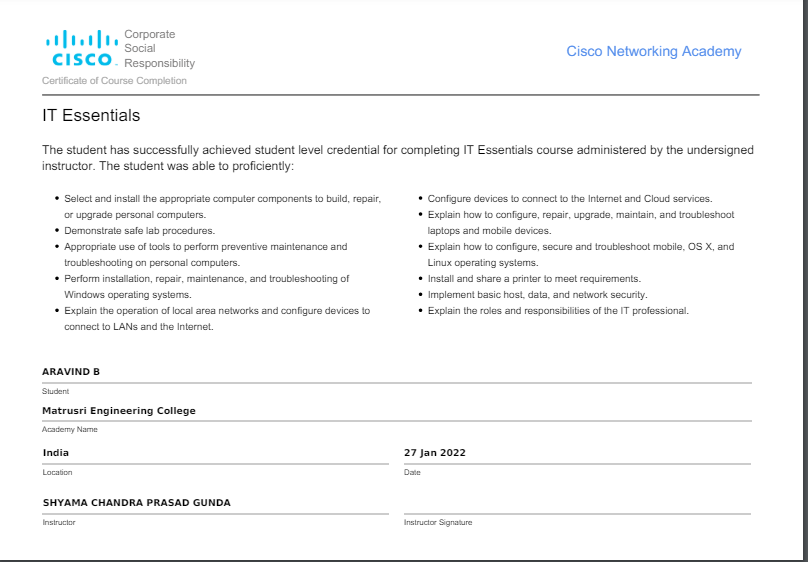 Corporate
Social
Responsibility
CISCO
Cisco Networking Academy
Certificate of Course Completion
IT Essentials
The student has successfully achieved student level credential for completing IT Essentials course administered by the undersigned
instructor. The student was able to proficiently:
• Select and install the appropriate computer components to build, repair,
or upgrade personal computers.
• Demonstrate safe lab procedures.
• Appropriate use of tools to perform preventive maintenance and
troubleshooting on personal computers.
• Perform installation, repair, maintenance, and troubleshooting of
Windows operating systems.
• Explain the operation of local area networks and configure devices to
connect to LANs and the Internet.
• Configure devices to connect to the Internet and Cloud services.
• Explain how to configure, repair, upgrade, maintain, and troubleshoot
laptops and mobile devices.
• Explain how to configure, secure and troubleshoot mobile, OS X, and
Linux operating systems.
• Install and share a printer to meet requirements.
• Implement basic host, data, and network security.
• Explain the roles and responsibilities of the IT professional.
ARAVIND B
Student
Matrusri Engineering College
Academy Name
India
Location
27 Jan 2022
Date
SHYAMA CHANDRA PRASAD GUNDA
Instructor
Instructor Signature